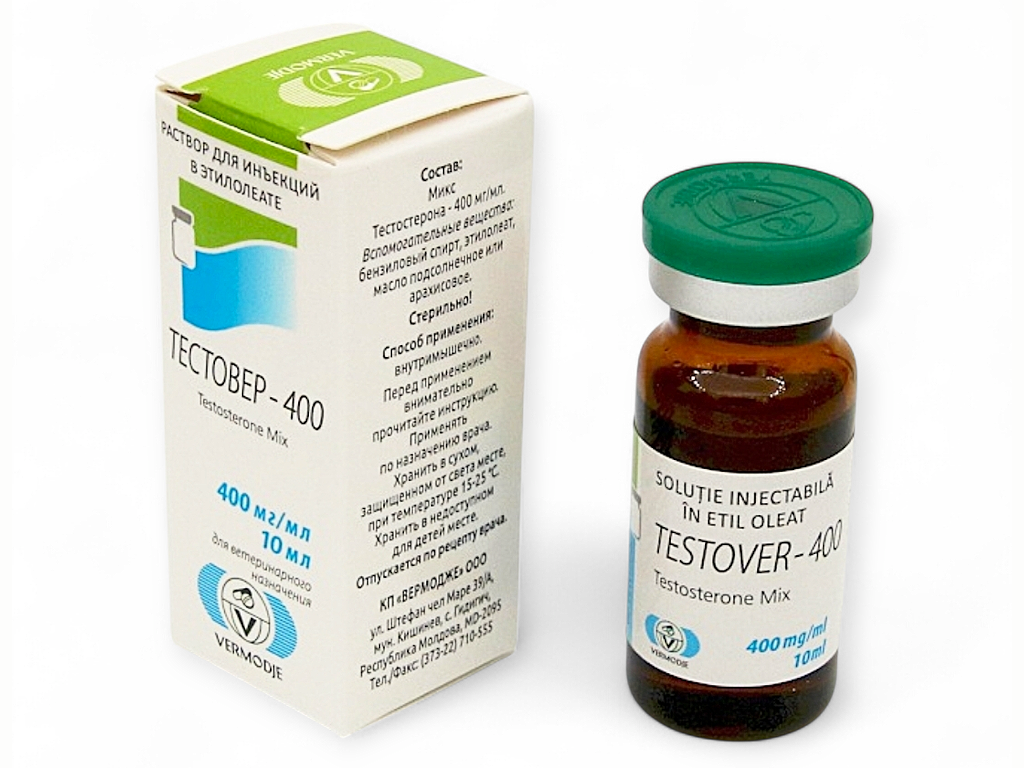 VERMODJE
РАСТВОР ДЛЯ ИНЪЕКЦИЙ
В ЭТИЛОЛЕАТЕ
ТЕСТОВЕР - 400
Testosterone Mix
400 мг/мл
10 мл
для ветеринарного
назначения
VERMODJE
Состав:
Микс
Тестостерона - 400 мг/мл.
Вспомогательные вещества:
бензиловый спирт, этилолеат,
масло подсолнечное или
арахисовое.
Стерильно!
Способ применения:
внутримышечно.
Перед применением
внимательно
прочитайте инструкцию.
Применять
по назначению врача.
Хранить в сухом,
защищенном от света месте,
при температуре 15-25 °C.
Хранить в недоступном
для детей месте.
Отпускается по рецепту врача.
КП «ВЕРМОДЖЕ» ООО
ул. Штефан чел Маре 39/А,
мун. Кишинев, с. Гидигич,
Республика Молдова, MD-2095
Тел./Факс: (373-22) 710-555
SOLUȚIE INJECTABILĂ
ÎN ETIL OLEAT
TESTOVER - 400
Testosterone Mix
400 mg/ml
10ml
VERMODJE